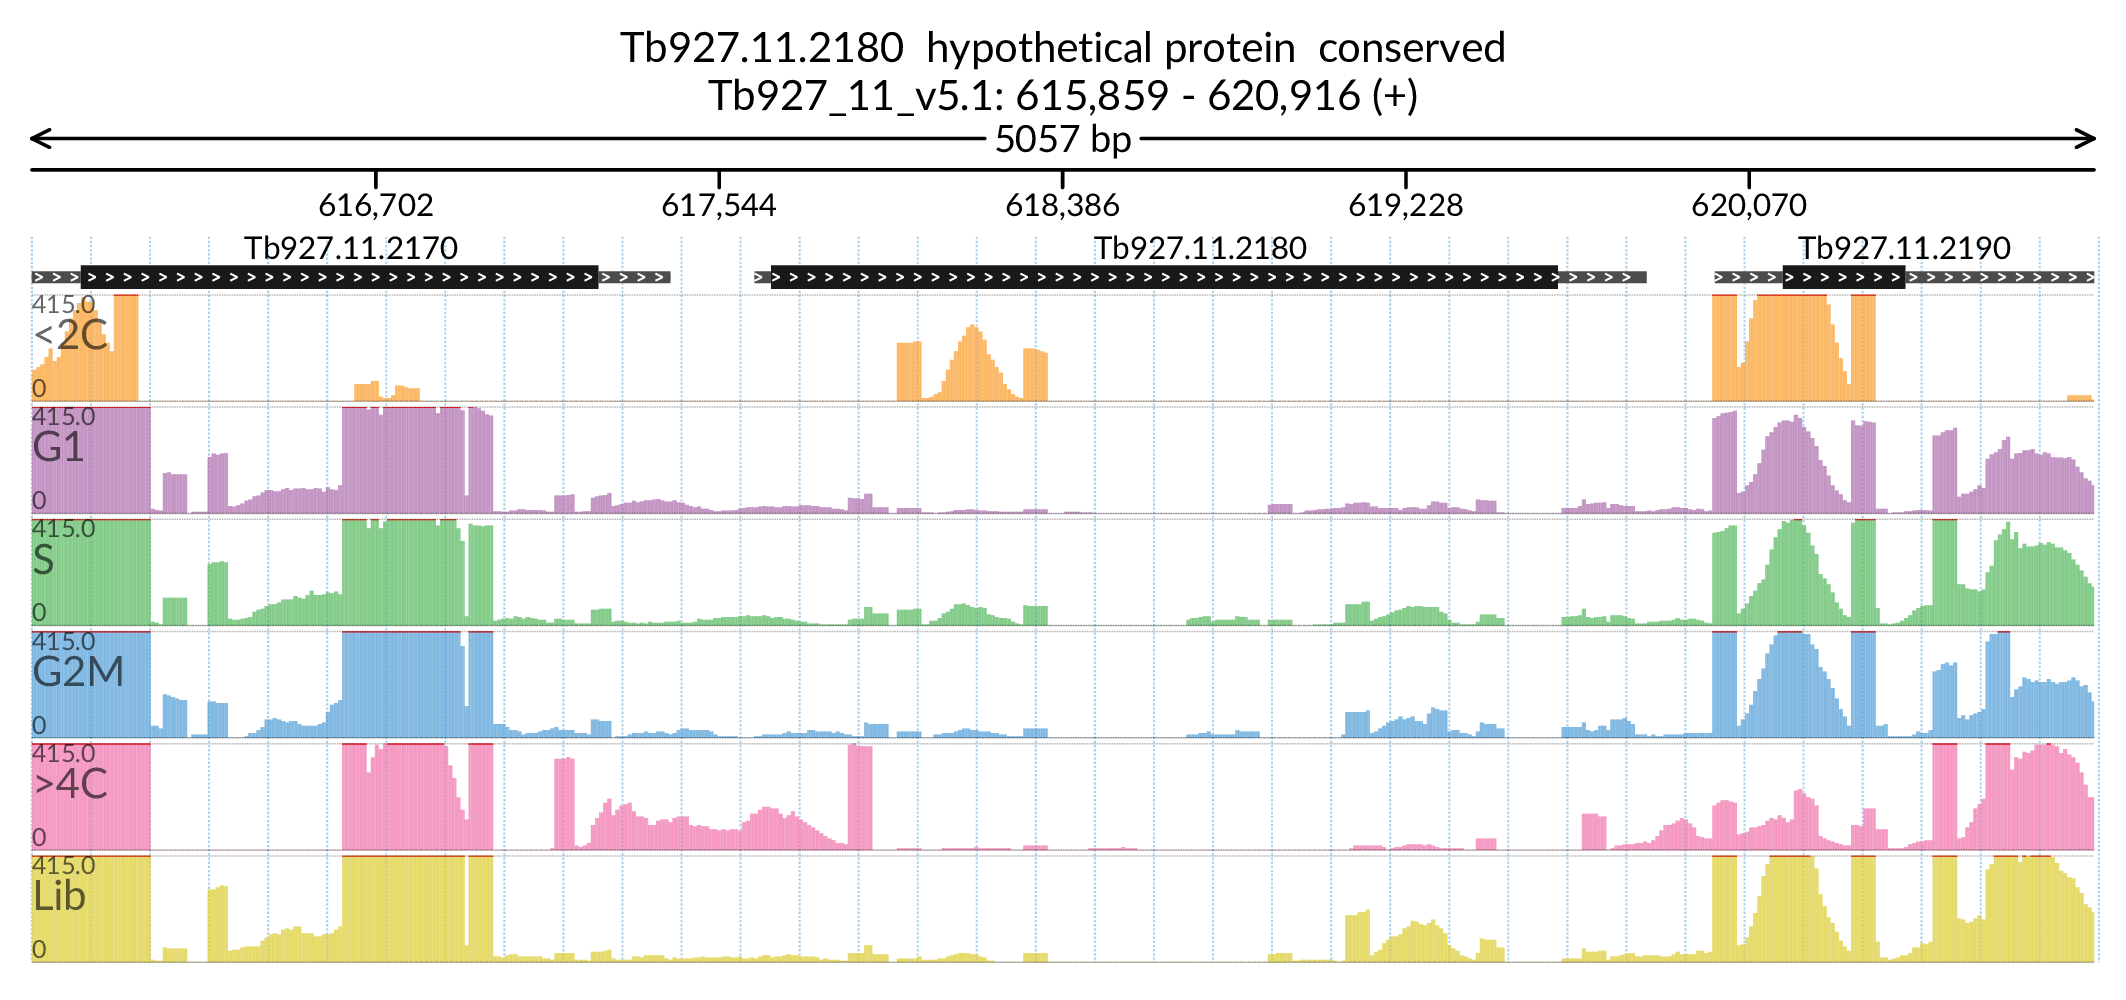 Tb927.11.2180  hypothetical protein  conserved
Tb927_11_v5.1: 615,859 - 620,916 (+)
5057 bp
616,702 617,544 618,386 619,228 620,070
Tb927.11.2170 Tb927.11.2180 Tb927.11.2190
415.0
<2C
0
415.0
G1
0
415.0
S
0
415.0
G2M
0
415.0
>4C
0
415.0
Lib
0